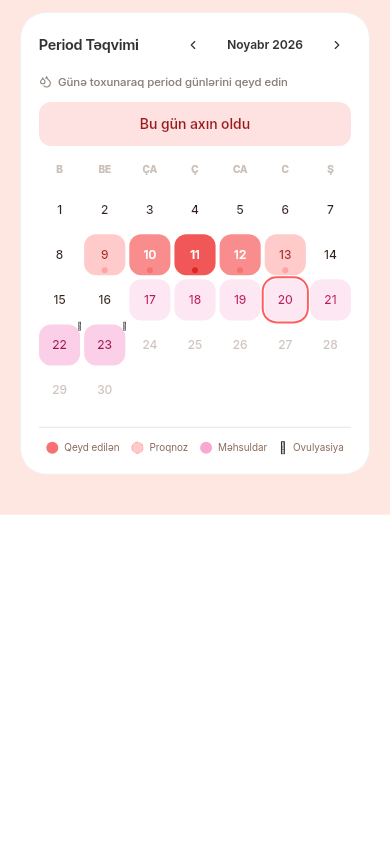 Period Təqvimi
Noyabr 2026
Günə toxunaraq period günlərini qeyd edin
Bu gün axın oldu
B BE ÇA Ç CA C Ş
1 2 3 4 5 6 7
8 9 10 11 12 13 14
15 16 17 18 19 20 21
22 23 24 25 26 27 28
29 30
Qeyd edilən Proqnoz Məhsuldar Ovulyasiya